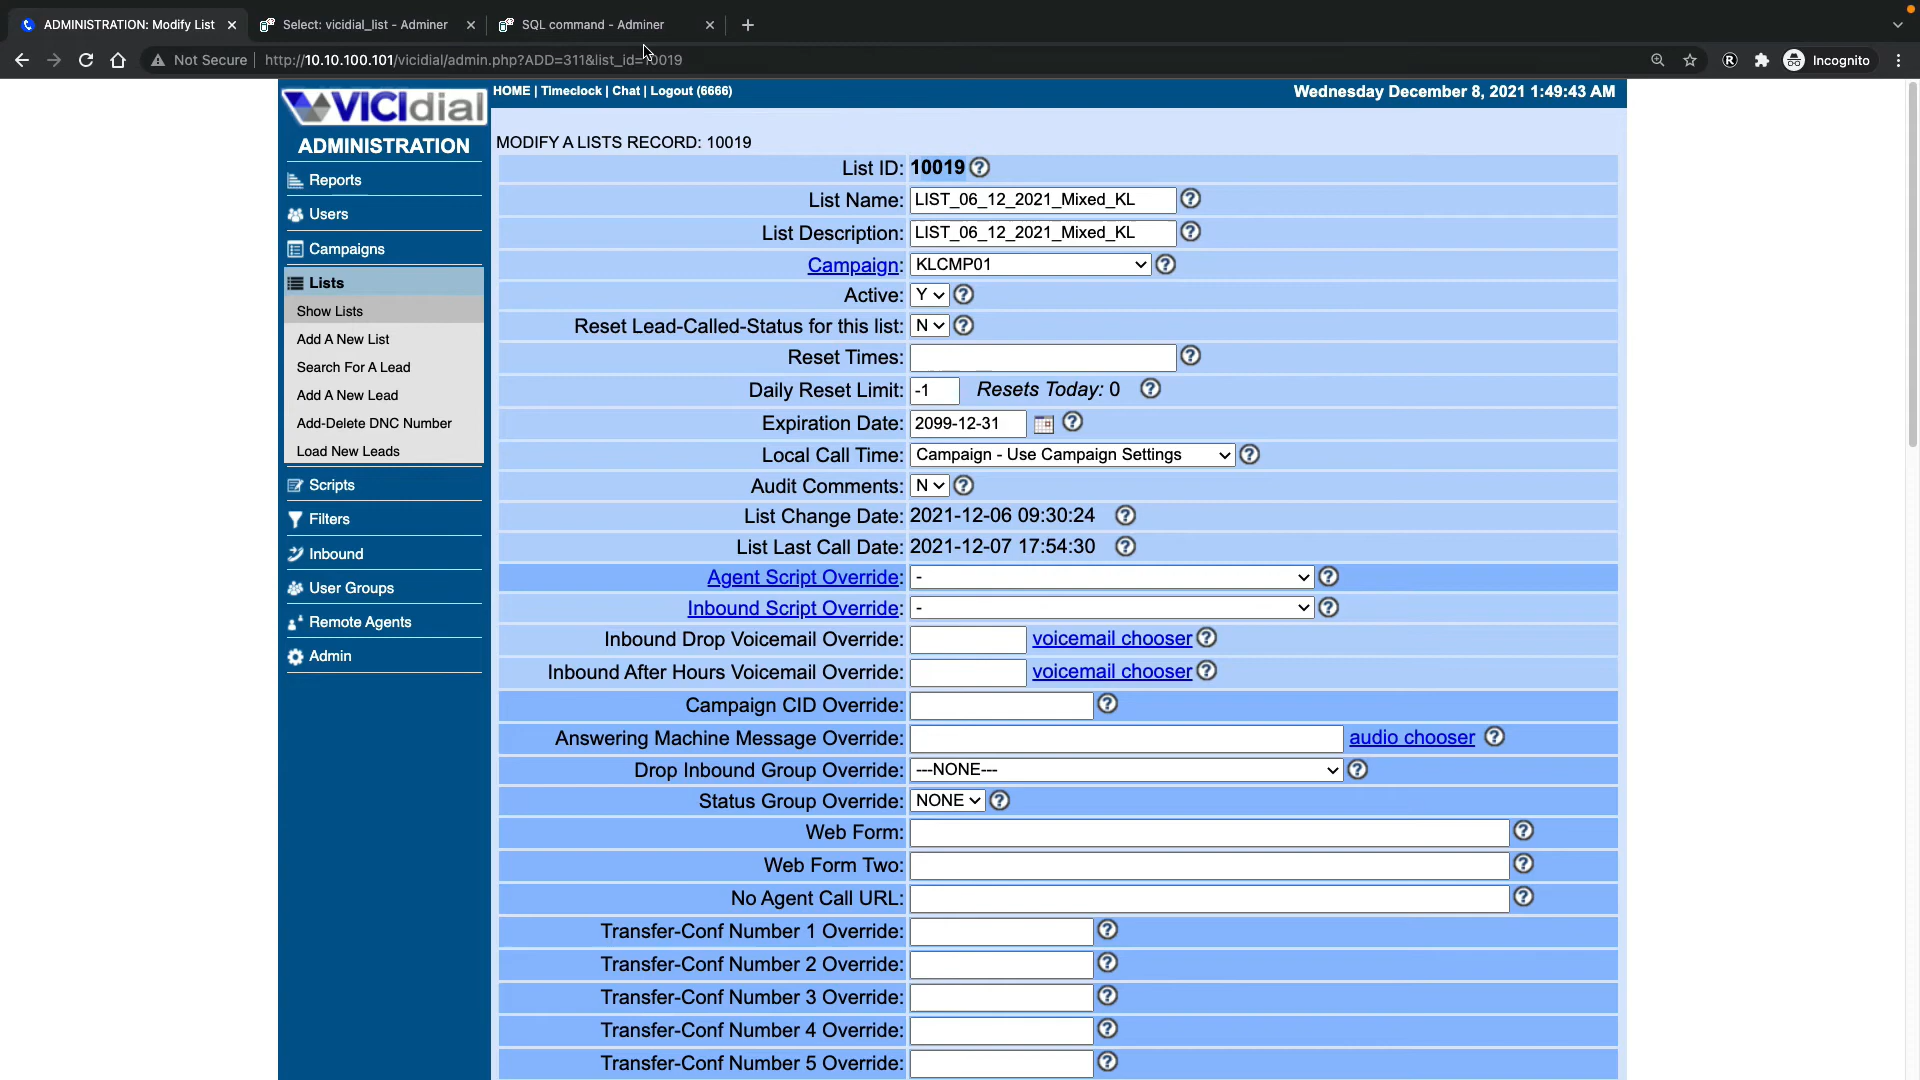 ADMINISTRATION: Modify List
Select: vicidial_list - Adminer
SQL command - Adminer
Not Secure
http://10.10.100.101/vicidial/admin.php?ADD=311&list_id=10019
Incognito
VICIdial
HOME | Timeclock | Chat | Logout (6666)
Wednesday December 8, 2021 1:49:43 AM
ADMINISTRATION
Reports
Users
Campaigns
Lists
Show Lists
Add A New List
Search For A Lead
Add A New Lead
Add-Delete DNC Number
Load New Leads
Scripts
Filters
Inbound
User Groups
Remote Agents
Admin
MODIFY A LISTS RECORD: 10019
List ID: 10019
List Name: LIST_06_12_2021_Mixed_KL
List Description: LIST_06_12_2021_Mixed_KL
Campaign: KLCMP01
Active: Y
Reset Lead-Called-Status for this list: N
Reset Times:
Daily Reset Limit: -1 Resets Today: 0
Expiration Date: 2099-12-31
Local Call Time: Campaign - Use Campaign Settings
Audit Comments: N
List Change Date: 2021-12-06 09:30:24
List Last Call Date: 2021-12-07 17:54:30
Agent Script Override: -
Inbound Script Override: -
Inbound Drop Voicemail Override: voicemail chooser
Inbound After Hours Voicemail Override: voicemail chooser
Campaign CID Override:
Answering Machine Message Override: audio chooser
Drop Inbound Group Override: ---NONE---
Status Group Override: NONE
Web Form:
Web Form Two:
No Agent Call URL:
Transfer-Conf Number 1 Override:
Transfer-Conf Number 2 Override:
Transfer-Conf Number 3 Override:
Transfer-Conf Number 4 Override:
Transfer-Conf Number 5 Override: